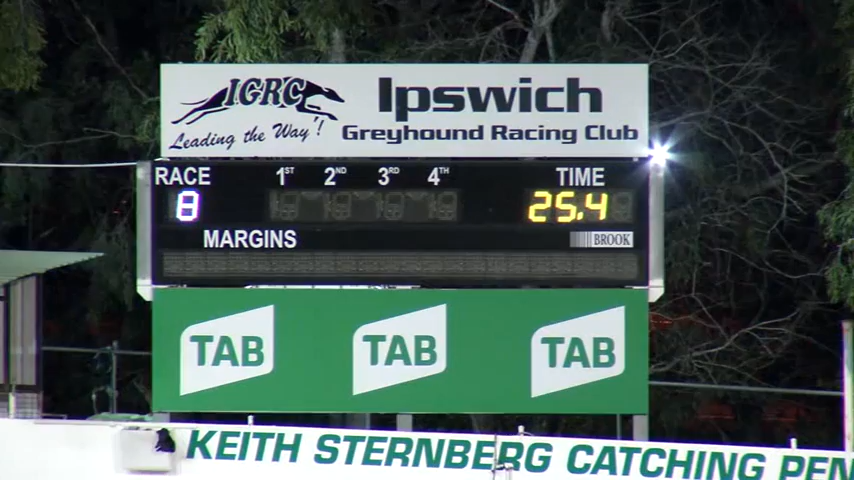 IGRC
Leading the Way'!
Ipswich
Greyhound Racing Club
RACE 1ST 2ND 3RD 4TH TIME
8 25.4
MARGINS BROOK
TAB TAB TAB
KEITH STERNBERG CATCHING PEN